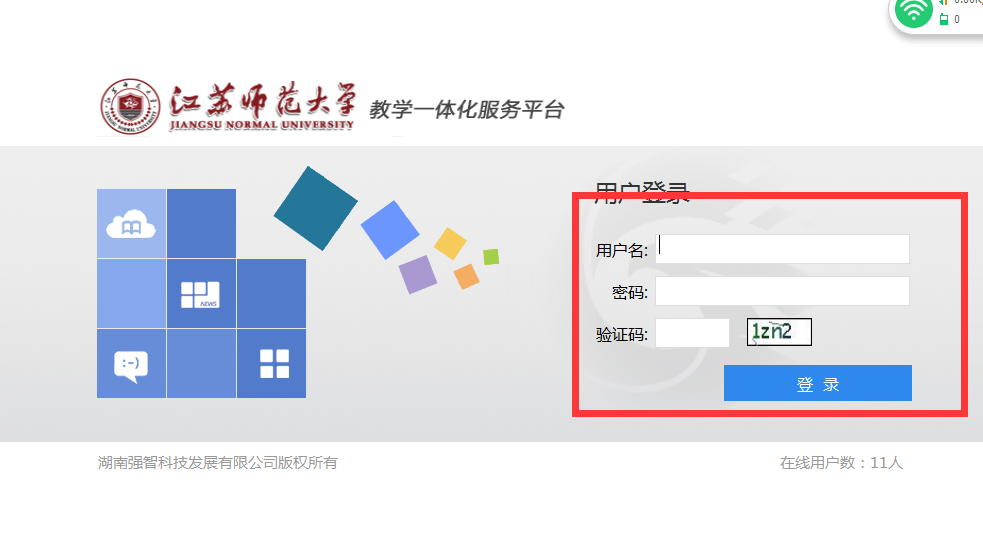 0
江苏师范大学
JIANGSU NORMAL UNIVERSITY
教学一体化服务平台
用户登录
用户名:
密码:
验证码:
1zn2
登 录
NEWS
:-)
湖南强智科技发展有限公司版权所有
在线用户数：11人